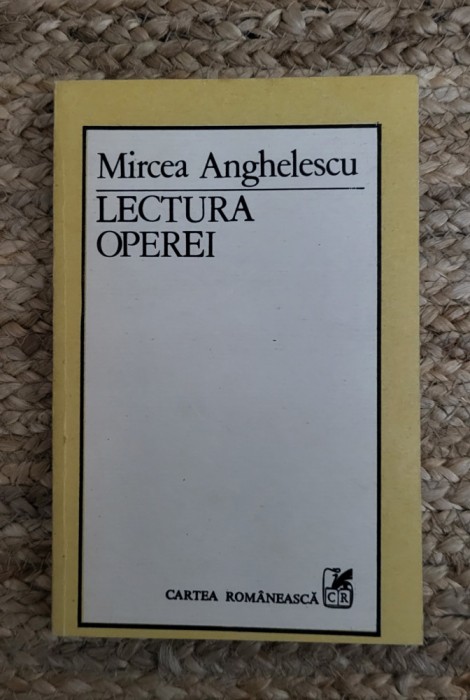 Mircea Anghelescu
LECTURA
OPEREI
CARTEA ROMÂNEASCĂ
CR